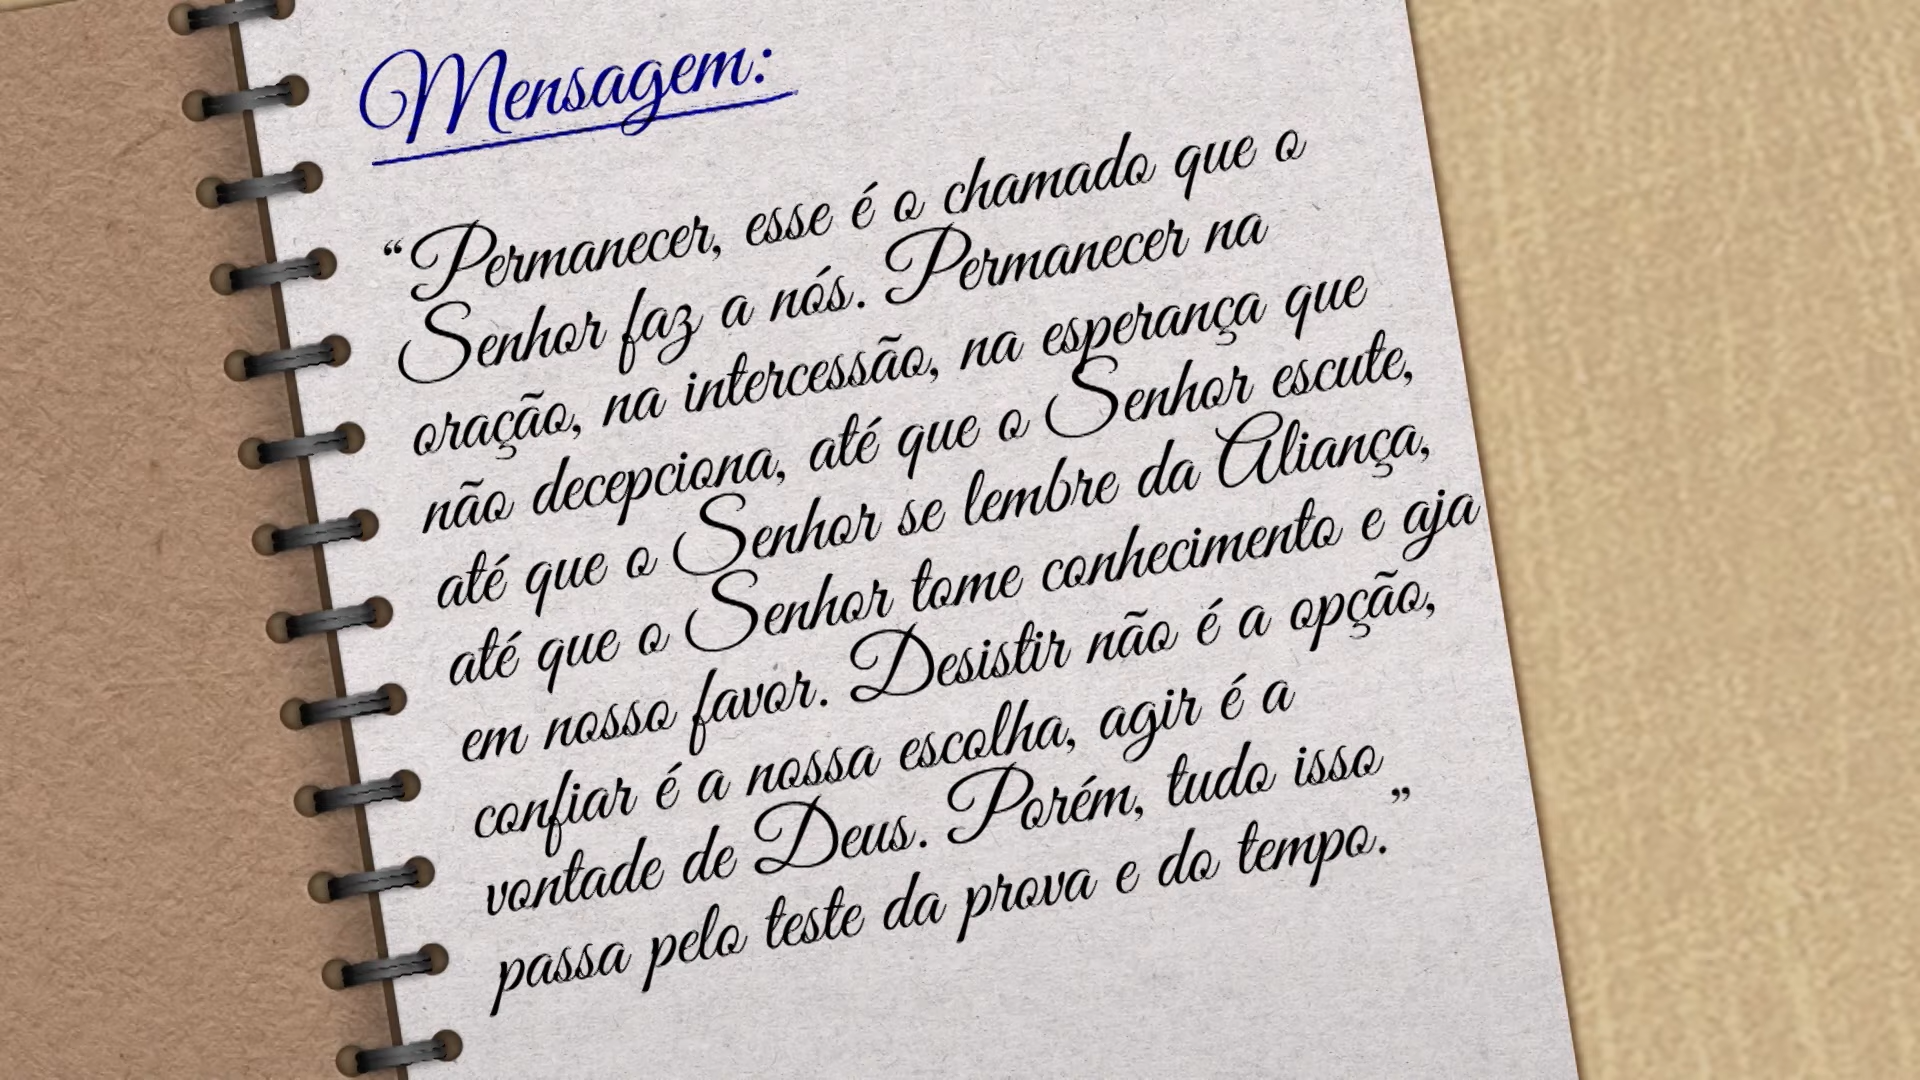 Mensagem:
“Permanecer, esse é o chamado que o
Senhor faz a nós. Permanecer na
oração, na intercessão, na esperança que
não decepciona, até que o Senhor escute,
até que o Senhor se lembre da Aliança,
até que o Senhor tome conhecimento e aja
em nosso favor. Desistir não é a opção,
confiar é a nossa escolha, agir é a
vontade de Deus. Porém, tudo isso
passa pelo teste da prova e do tempo.”